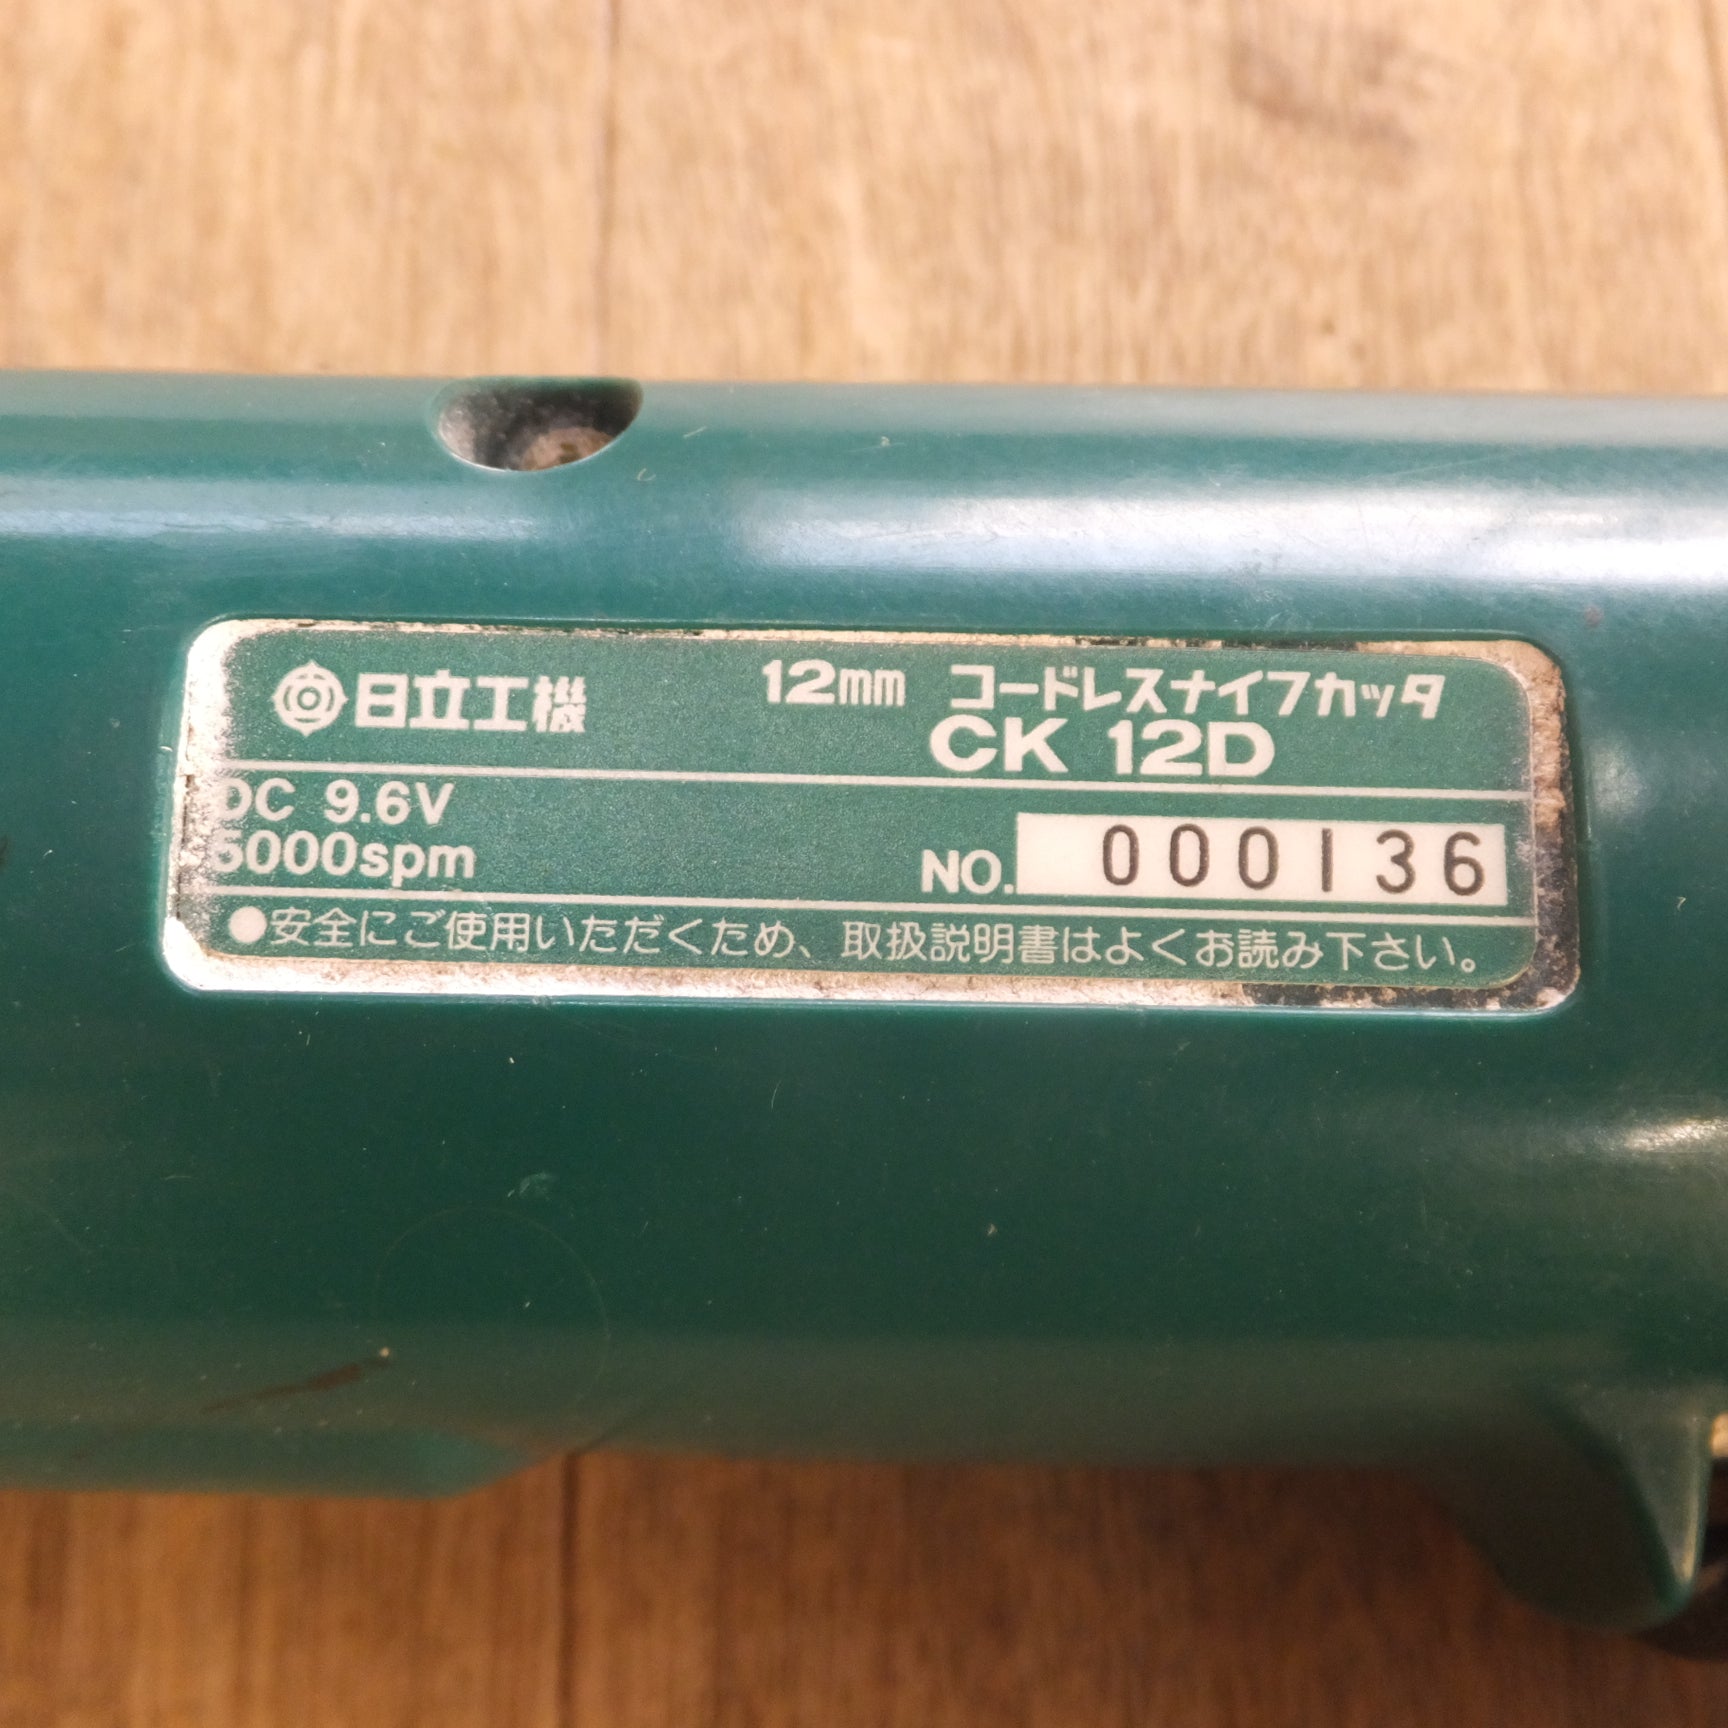 日立工機 12mm コードレスナイフカッタ
CK 12D
DC 9.6V
5000spm
NO. 000136
●安全にご使用いただくため、取扱説明書はよくお読み下さい。